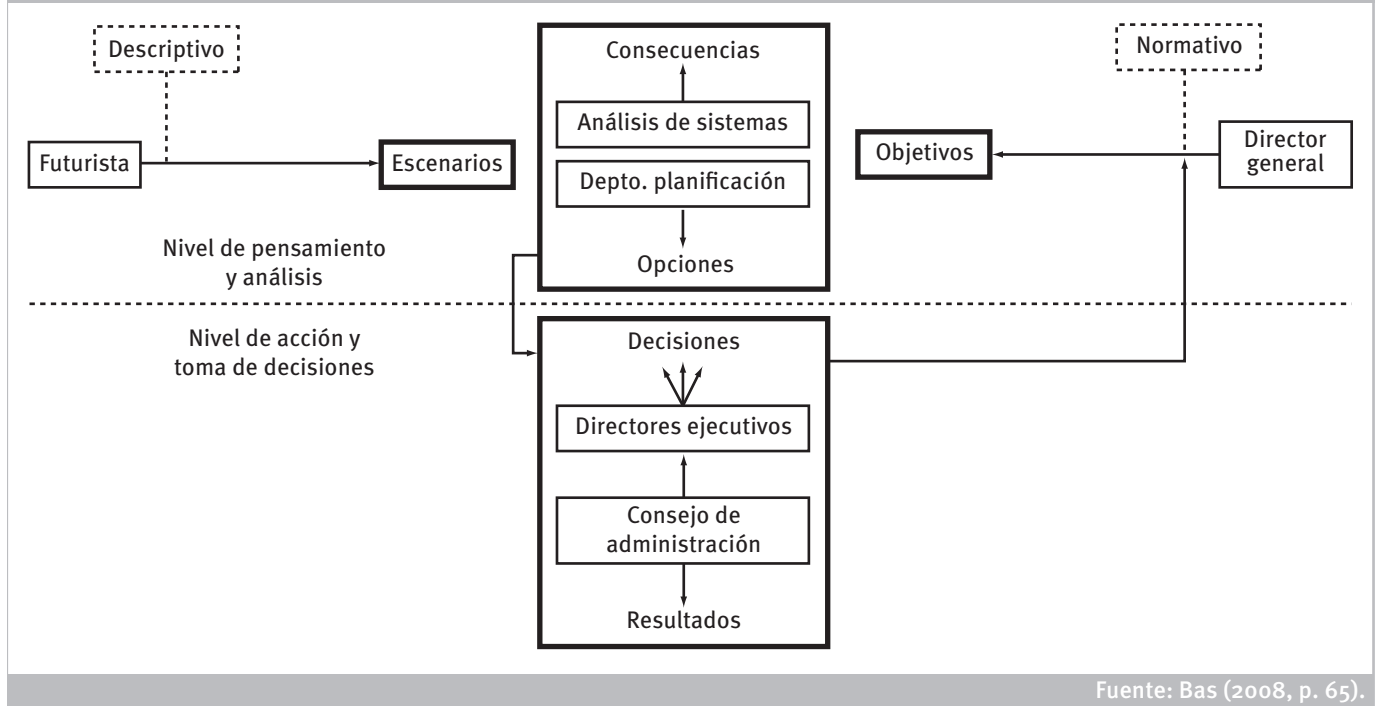 Descriptivo
Consecuencias
Normativo
Análisis de sistemas
Futurista
Escenarios
Objetivos
Director
general
Depto. planificación
Nivel de pensamiento
y análisis
Opciones
Nivel de acción y
toma de decisiones
Decisiones
Directores ejecutivos
Consejo de
administración
Resultados
Fuente: Bas (2008, p. 65).